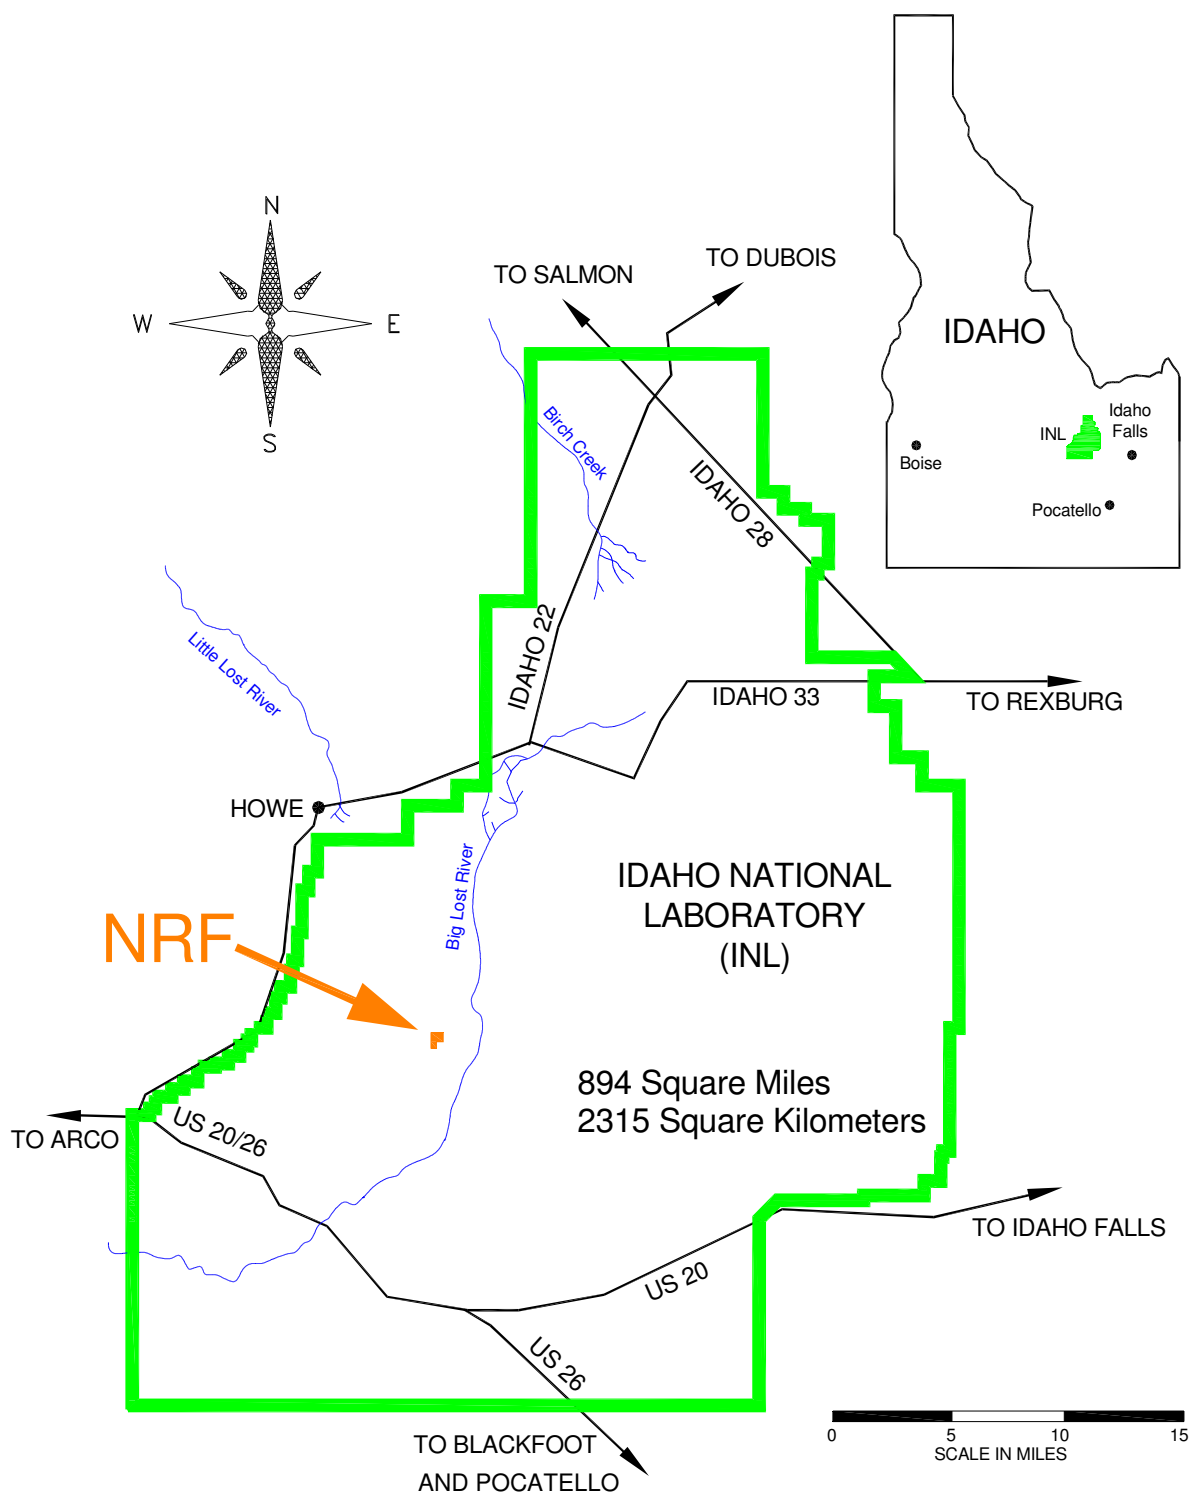 N
W
E
S
TO SALMON
TO DUBOIS
IDAHO
INL
Idaho
Falls
Boise
Pocatello
Birch Creek
IDAHO 28
IDAHO 22
Little Lost River
IDAHO 33
TO REXBURG
HOWE
Big Lost River
IDAHO NATIONAL
LABORATORY
(INL)
NRF
894 Square Miles
2315 Square Kilometers
US 20/26
TO ARCO
TO IDAHO FALLS
US 20
US 26
TO BLACKFOOT
AND POCATELLO
0 5 10 15
SCALE IN MILES